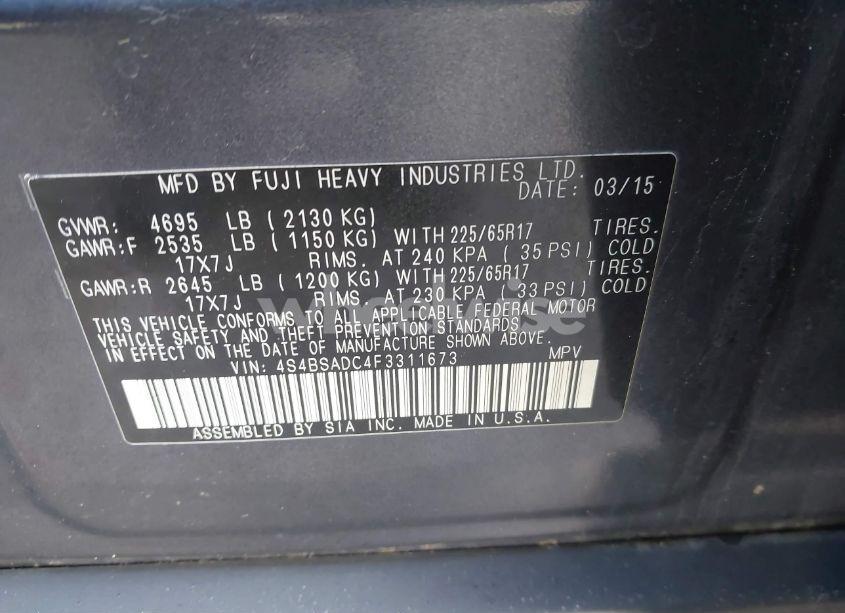 MFD BY FUJI HEAVY INDUSTRIES LTD.
DATE: 03/15
GVWR: 4695 LB ( 2130 KG)
GAWR:F 2535 LB ( 1150 KG) WITH 225/65R17 TIRES.
17X7J RIMS. AT 240 KPA ( 35 PSI) COLD
GAWR:R 2645 LB ( 1200 KG) WITH 225/65R17 TIRES.
17X7J RIMS. AT 230 KPA ( 33 PSI) COLD
THIS VEHICLE CONFORMS TO ALL APPLICABLE FEDERAL MOTOR
VEHICLE SAFETY AND THEFT PREVENTION STANDARDS
IN EFFECT ON THE DATE OF MANUFACTURE SHOWN ABOVE.
VIN: 4S4BSADC4F3311673 MPV
ASSEMBLED BY SIA INC. MADE IN U.S.A.